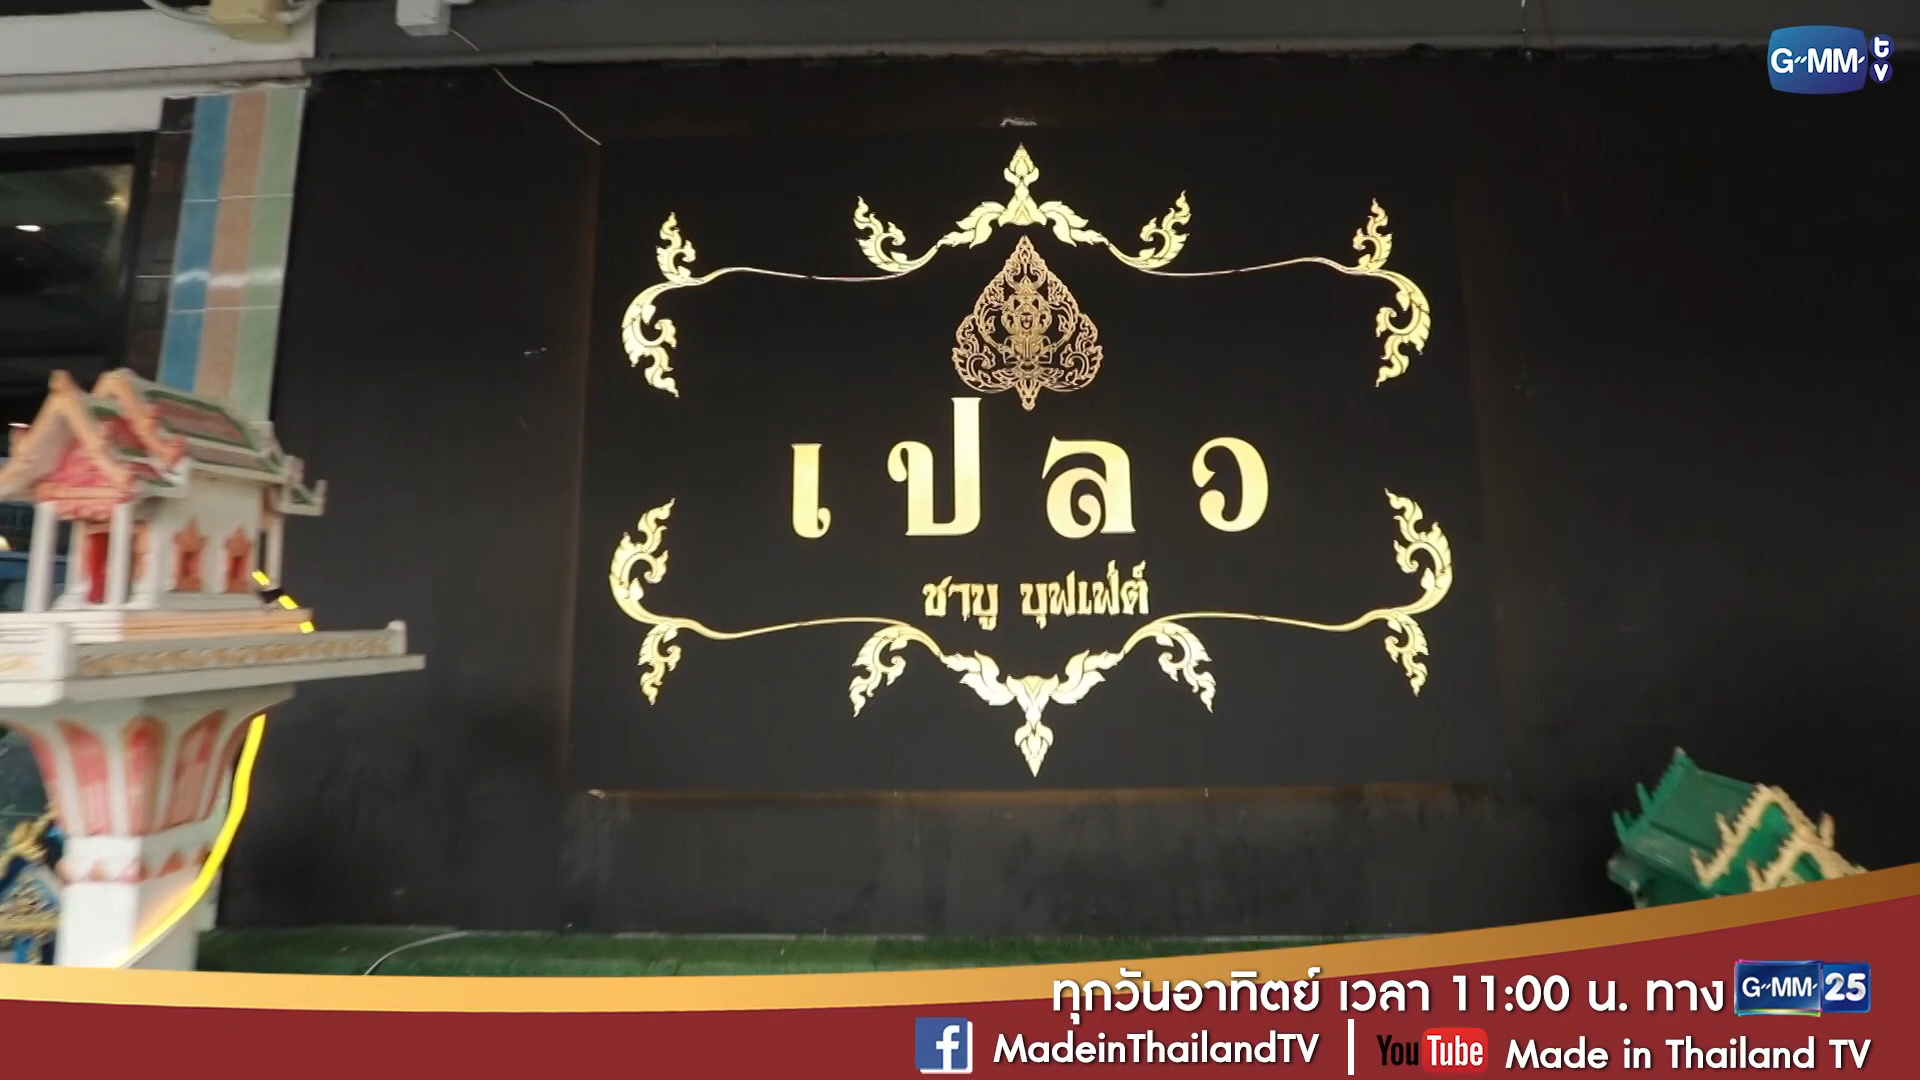 G-MM-tv
เปลว
ชาบู บุฟเฟ่ต์
ทุกวันอาทิตย์ เวลา 11:00 น. ทาง G-MM- 25
MadeinThailandTV | YouTube Made in Thailand TV